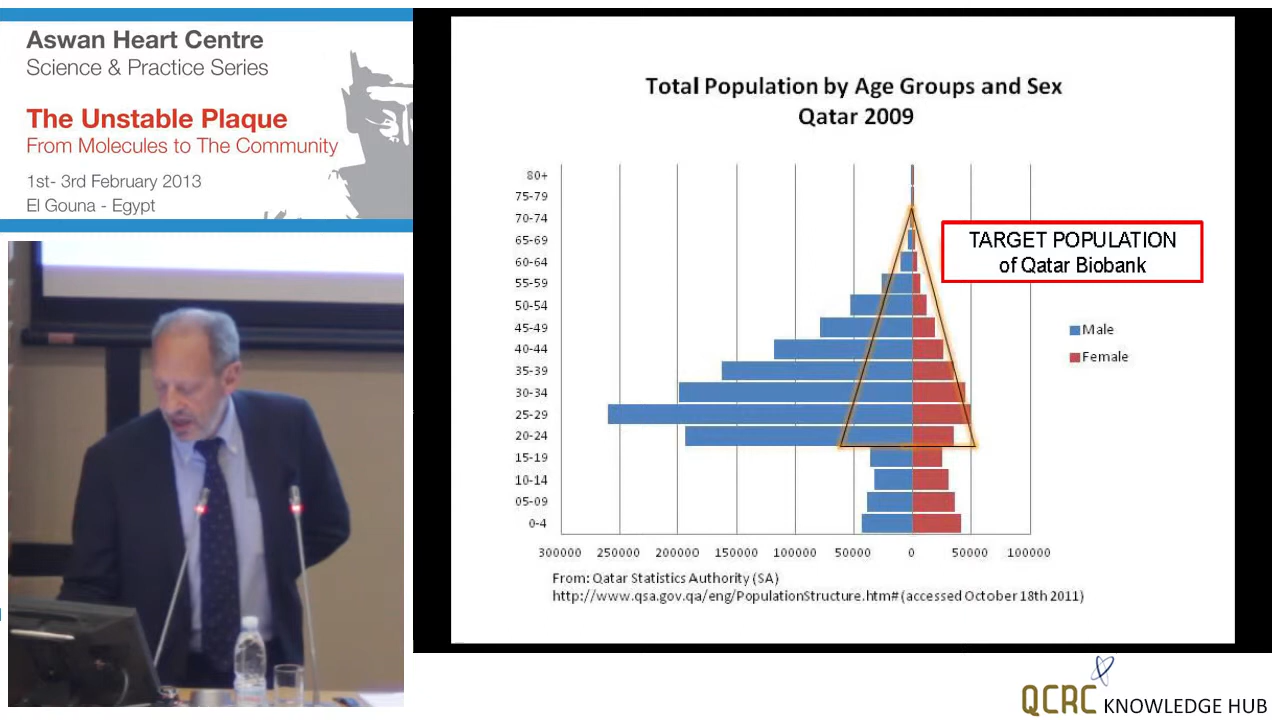 Aswan Heart Centre
Science & Practice Series
The Unstable Plaque
From Molecules to The Community
1st- 3rd February 2013
El Gouna - Egypt
Total Population by Age Groups and Sex
Qatar 2009
80+
75-79
70-74
65-69
60-64
55-59
50-54
45-49
40-44
35-39
30-34
25-29
20-24
15-19
10-14
05-09
0-4
300000 250000 200000 150000 100000 50000 0 50000 100000
TARGET POPULATION
of Qatar Biobank
Male
Female
From: Qatar Statistics Authority (SA)
http://www.qsa.gov.qa/eng/PopulationStructure.htm# (accessed October 18th 2011)
QCRC KNOWLEDGE HUB